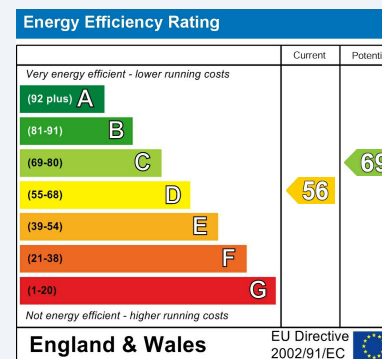 Energy Efficiency Rating
Current
Very energy efficient - lower running costs
(92 plus) A
(81-91) B
(69-80) C 69
(55-68) D 56
(39-54) E
(21-38) F
(1-20) G
Not energy efficient - higher running costs
England & Wales
EU Directive
2002/91/EC